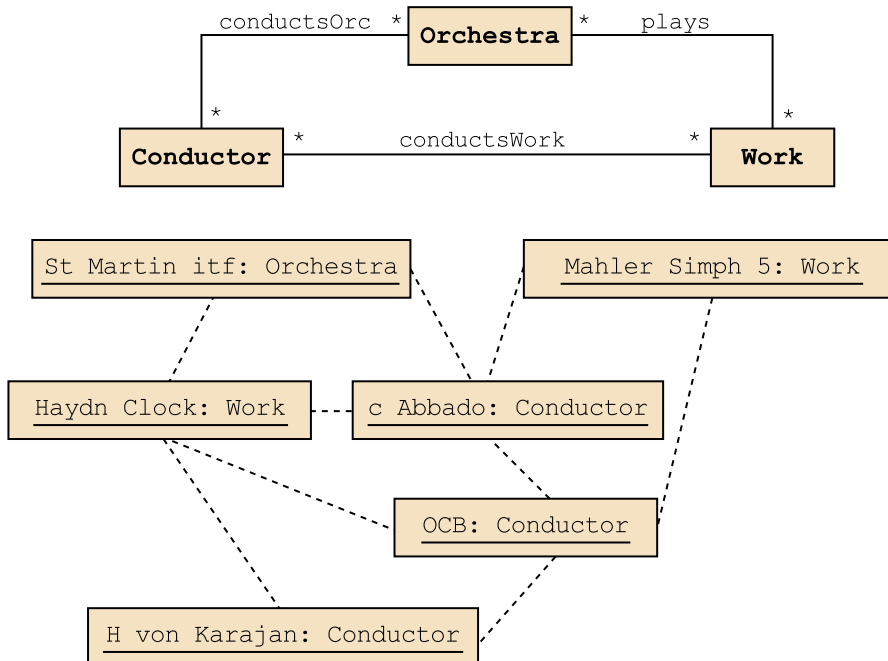 conductsOrc * Orchestra * plays
* *
Conductor * conductsWork * Work
St Martin itf: Orchestra
Mahler Simph 5: Work
Haydn Clock: Work
c Abbado: Conductor
OCB: Conductor
H von Karajan: Conductor